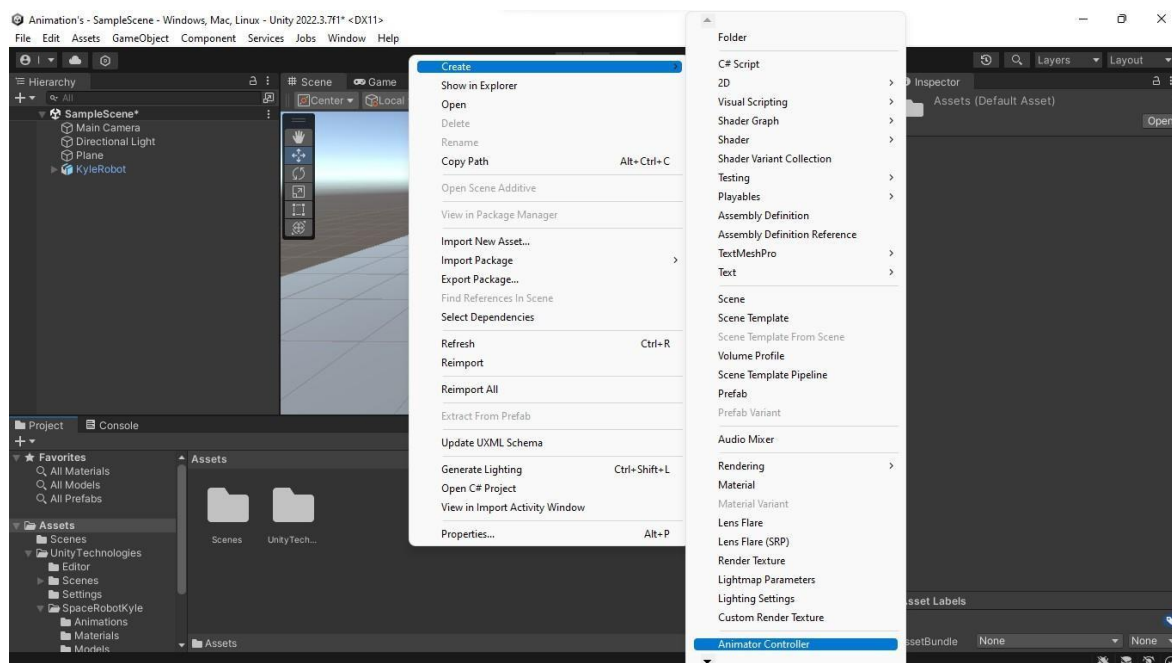 Animation's - SampleScene - Windows, Mac, Linux - Unity 2022.3.7f1* <DX11>
File Edit Assets GameObject Component Services Jobs Window Help
Layers Layout
Hierarchy
All
SampleScene*
Main Camera
Directional Light
Plane
KyleRobot
Scene Game
Center Local
Create
Show in Explorer
Open
Delete
Rename
Copy Path Alt+Ctrl+C
Open Scene Additive
View in Package Manager
Import New Asset...
Import Package
Export Package...
Find References In Scene
Select Dependencies
Refresh Ctrl+R
Reimport
Reimport All
Extract From Prefab
Update UXML Schema
Generate Lighting Ctrl+Shift+L
Open C# Project
View in Import Activity Window
Properties... Alt+P
Folder
C# Script
2D
Visual Scripting
Shader Graph
Shader
Shader Variant Collection
Testing
Playables
Assembly Definition
Assembly Definition Reference
TextMeshPro
Text
Scene
Scene Template
Scene Template From Scene
Volume Profile
Scene Template Pipeline
Prefab
Prefab Variant
Audio Mixer
Rendering
Material
Material Variant
Lens Flare
Lens Flare (SRP)
Render Texture
Lightmap Parameters
Lighting Settings
Custom Render Texture
Animator Controller
Inspector
Assets (Default Asset)
Open
sset Labels
ssetBundle None None
Project Console
Favorites
All Materials
All Models
All Prefabs
Assets
Scenes
UnityTechnologies
Editor
Scenes
Settings
SpaceRobotKyle
Animations
Materials
Models
Assets
Scenes UnityTech...
Assets